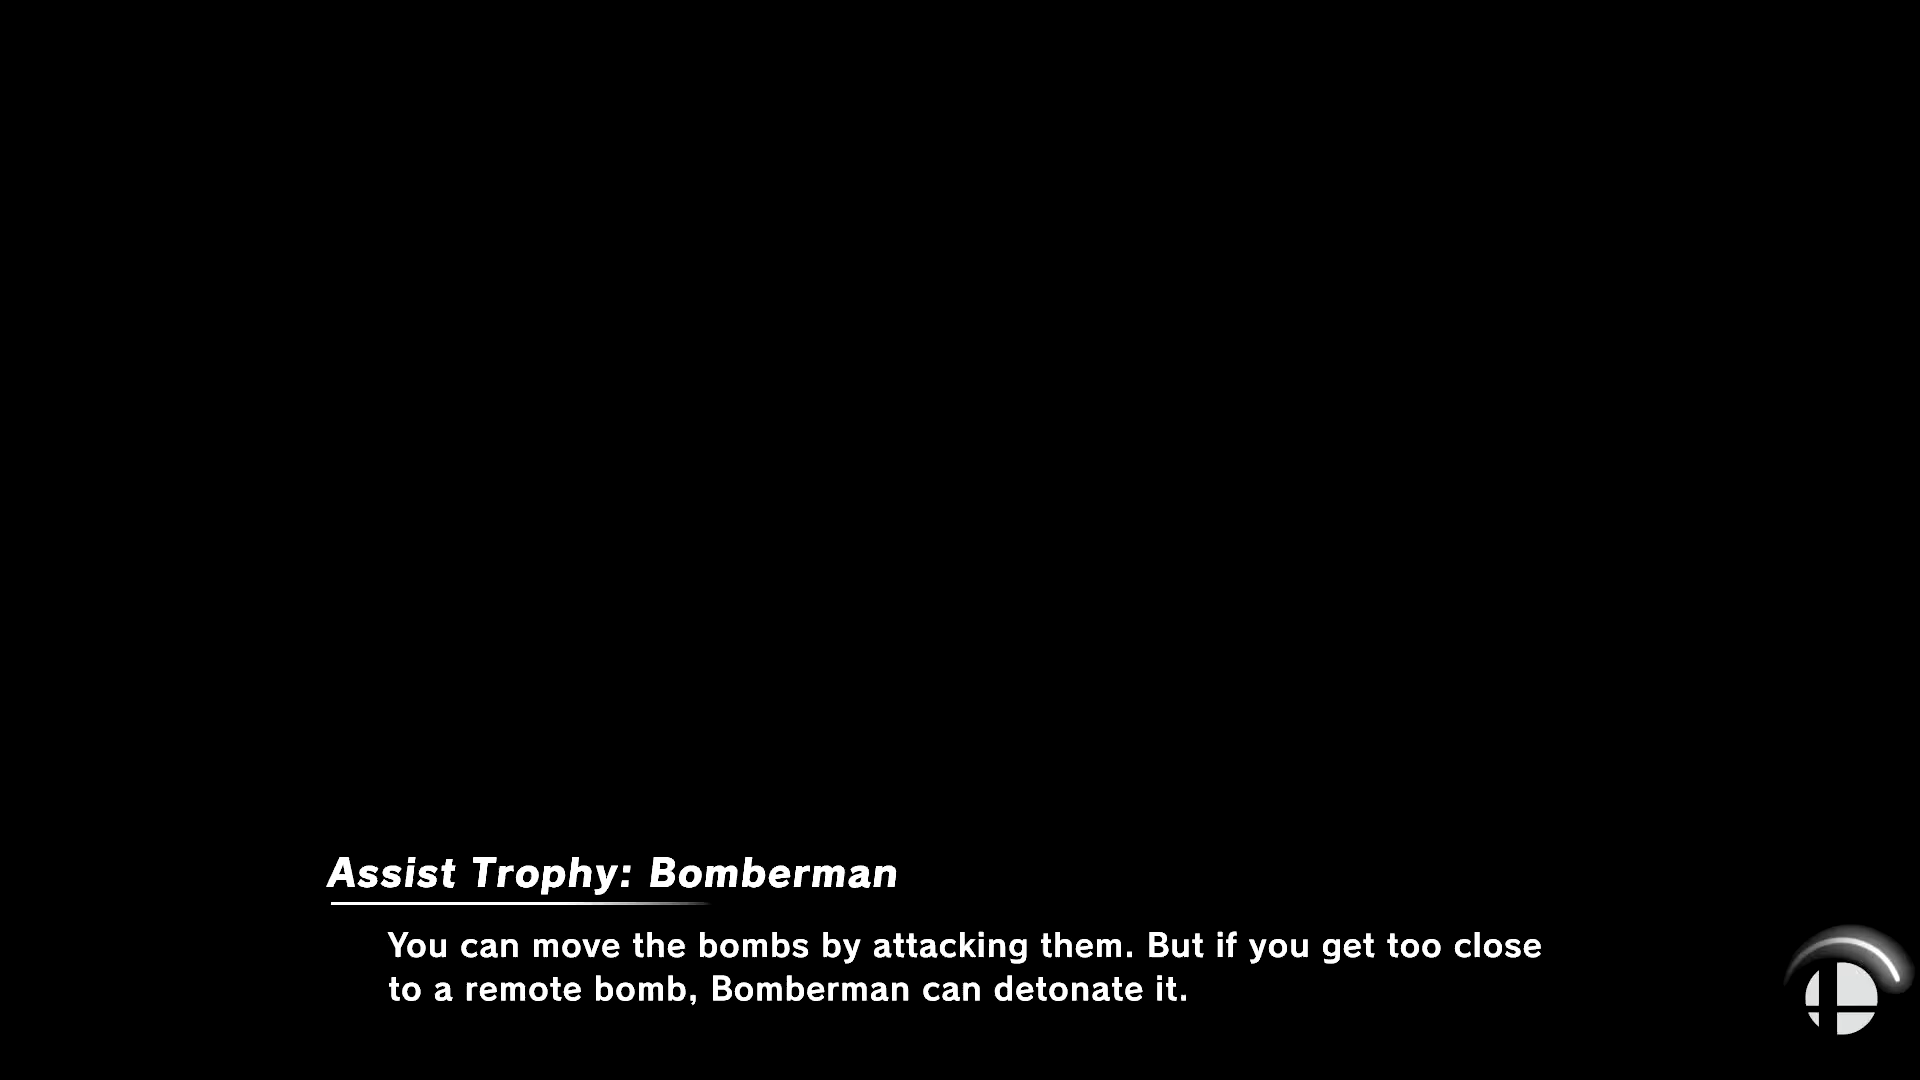 Assist Trophy: Bomberman
You can move the bombs by attacking them. But if you get too close
to a remote bomb, Bomberman can detonate it.